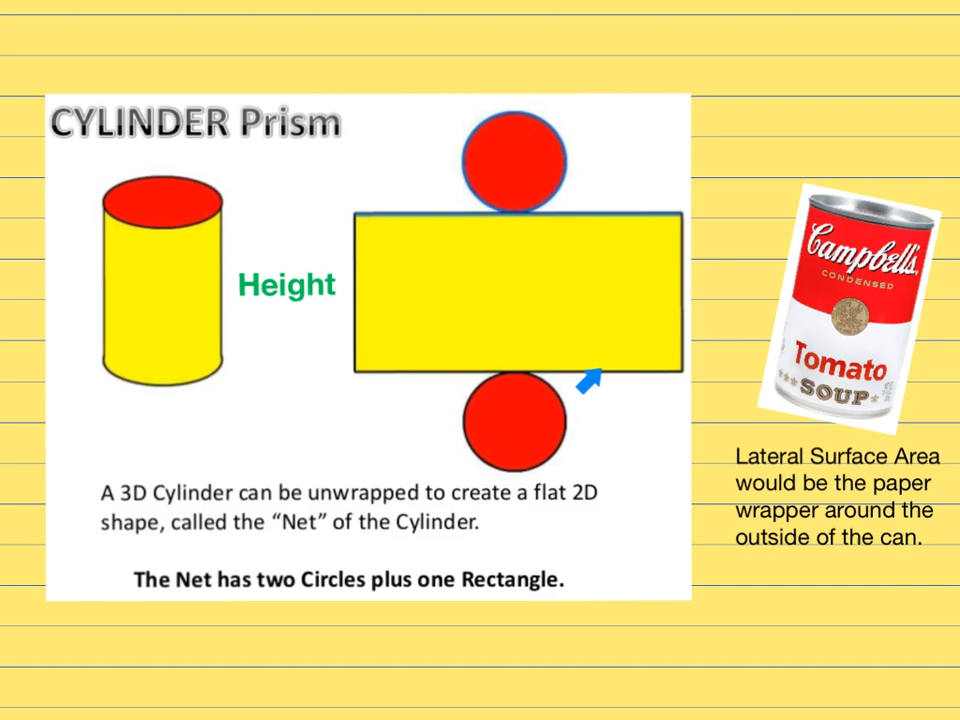 CYLINDER Prism
Height
A 3D Cylinder can be unwrapped to create a flat 2D
shape, called the “Net” of the Cylinder.
The Net has two Circles plus one Rectangle.
Campbell's
CONDENSED
Tomato
SOUP
Lateral Surface Area
would be the paper
wrapper around the
outside of the can.